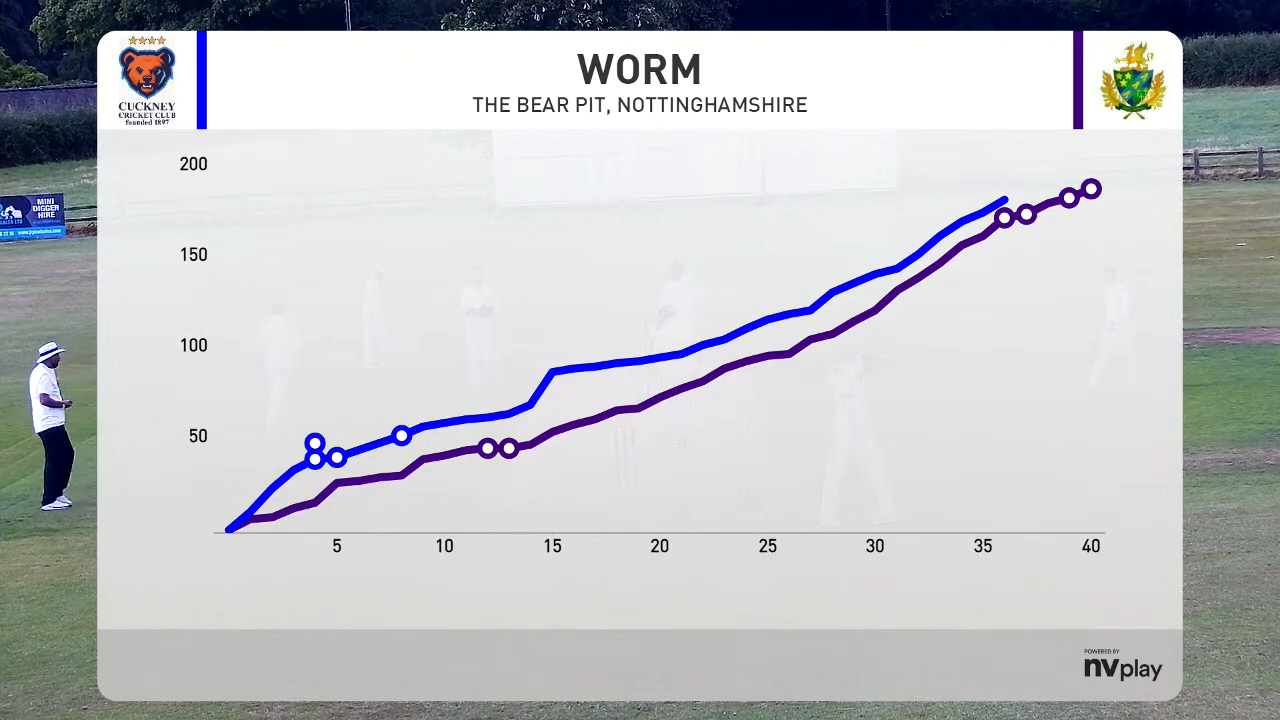 CUCKNEY
CRICKET CLUB
founded 1897
WORM
THE BEAR PIT, NOTTINGHAMSHIRE
200
150
100
50
5
10
15
20
25
30
35
40
MINI
DIGGER
HIRE
POWERED BY
nvplay